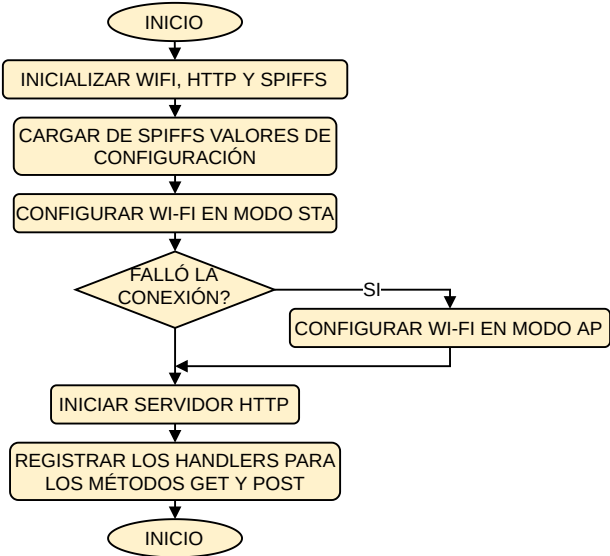 INICIO
INICIALIZAR WIFI, HTTP Y SPIFFS
CARGAR DE SPIFFS VALORES DE
CONFIGURACIÓN
CONFIGURAR WI-FI EN MODO STA
FALLÓ LA
CONEXIÓN?
SI
CONFIGURAR WI-FI EN MODO AP
INICIAR SERVIDOR HTTP
REGISTRAR LOS HANDLERS PARA
LOS MÉTODOS GET Y POST
INICIO